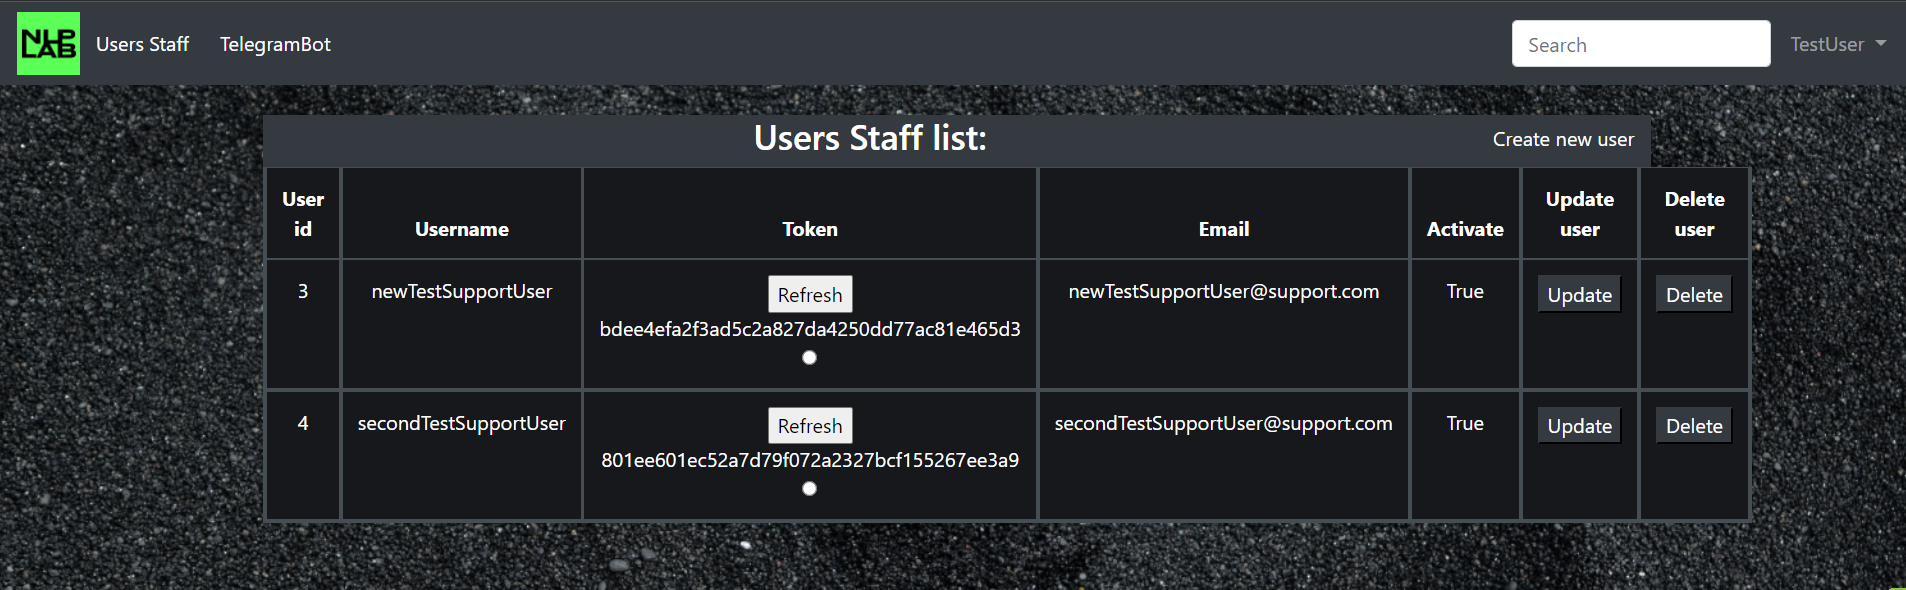 NLP
LAB
Users Staff
TelegramBot
Search
TestUser
Users Staff list:
Create new user
User
id
Username
Token
Email
Activate
Update
user
Delete
user
3
newTestSupportUser
Refresh
bdee4efa2f3ad5c2a827da4250dd77ac81e465d3
newTestSupportUser@support.com
True
Update
Delete
4
secondTestSupportUser
Refresh
801ee601ec52a7d79f072a2327bcf155267ee3a9
secondTestSupportUser@support.com
True
Update
Delete